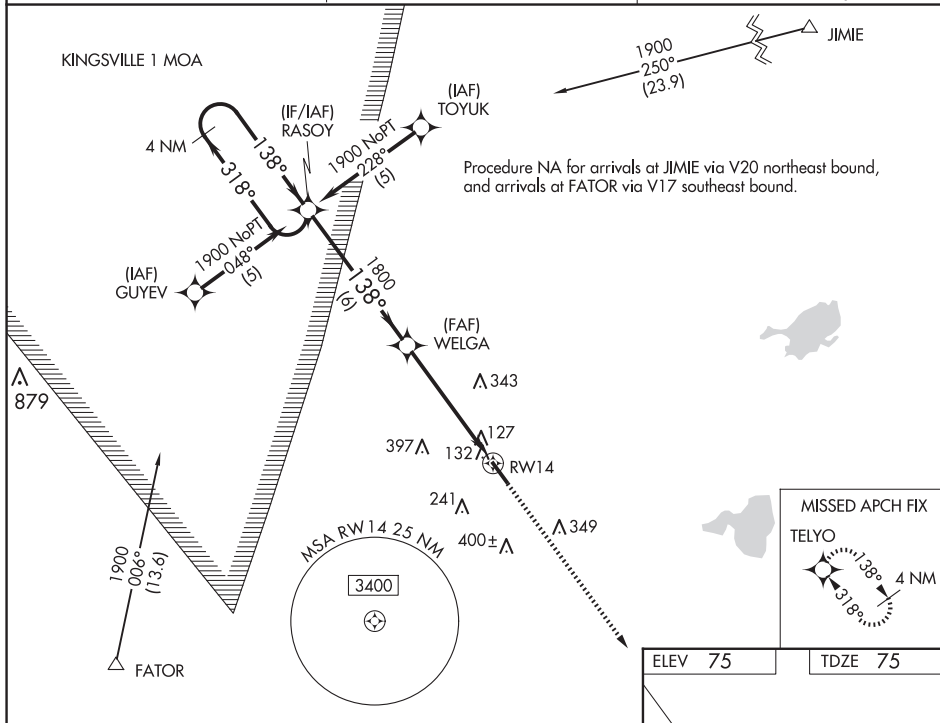 KINGSVILLE 1 MOA
JIMIE
1900
250°
(23.9)
(IAF)
TOYUK
(IF/IAF)
RASOY
4 NM
138°
318°
1900 NoPT
228°
(5)
Procedure NA for arrivals at JIMIE via V20 northeast bound,
and arrivals at FATOR via V17 southeast bound.
1900 NoPT
048°
(5)
(IAF)
GUYEV
1800
138°
(6)
(FAF)
WELGA
879
343
127
397
132
RW14
241
349
400±
1900
006°
(13.6)
FATOR
MSA RW14 25 NM
3400
MISSED APCH FIX
TELYO
138°
318°
4 NM
ELEV 75
TDZE 75